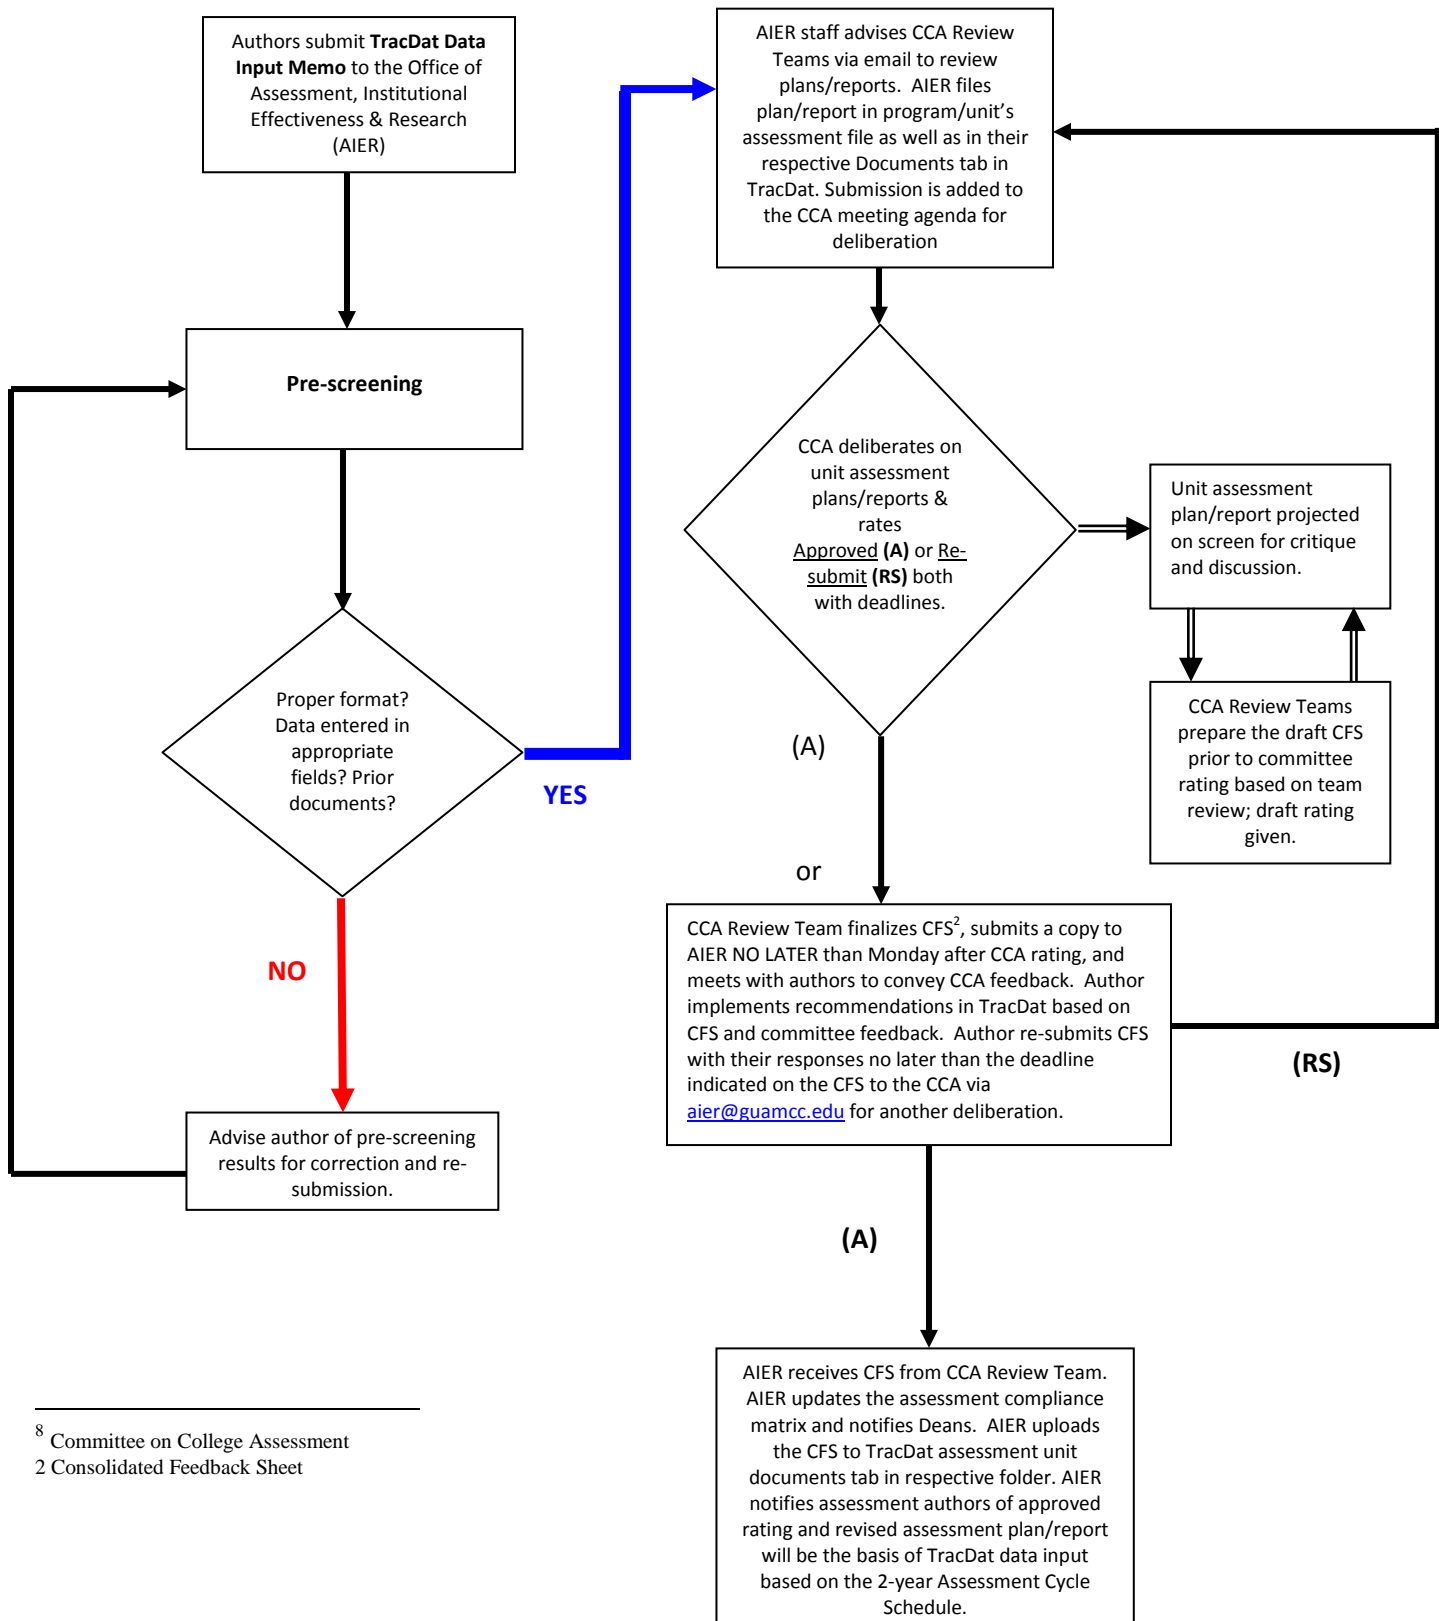 Authors submit TracDat Data
Input Memo to the Office of
Assessment, Institutional
Effectiveness & Research
(AIER)
Pre-screening
Proper format?
Data entered in
appropriate
fields? Prior
documents?
YES
NO
Advise author of pre-screening
results for correction and re-
submission.
AIER staff advises CCA Review
Teams via email to review
plans/reports.  AIER files
plan/report in program/unit’s
assessment file as well as in their
respective Documents tab in
TracDat. Submission is added to
the CCA meeting agenda for
deliberation
CCA deliberates on
unit assessment
plans/reports &
rates
Approved (A) or Re-
submit (RS) both
with deadlines.
Unit assessment
plan/report projected
on screen for critique
and discussion.
CCA Review Teams
prepare the draft CFS
prior to committee
rating based on team
review; draft rating
given.
(A)
or
CCA Review Team finalizes CFS2, submits a copy to
AIER NO LATER than Monday after CCA rating, and
meets with authors to convey CCA feedback.  Author
implements recommendations in TracDat based on
CFS and committee feedback.  Author re-submits CFS
with their responses no later than the deadline
indicated on the CFS to the CCA via
aier@guamcc.edu for another deliberation.
(RS)
(A)
AIER receives CFS from CCA Review Team.
AIER updates the assessment compliance
matrix and notifies Deans.  AIER uploads
the CFS to TracDat assessment unit
documents tab in respective folder. AIER
notifies assessment authors of approved
rating and revised assessment plan/report
will be the basis of TracDat data input
based on the 2-year Assessment Cycle
Schedule.
8 Committee on College Assessment
2 Consolidated Feedback Sheet